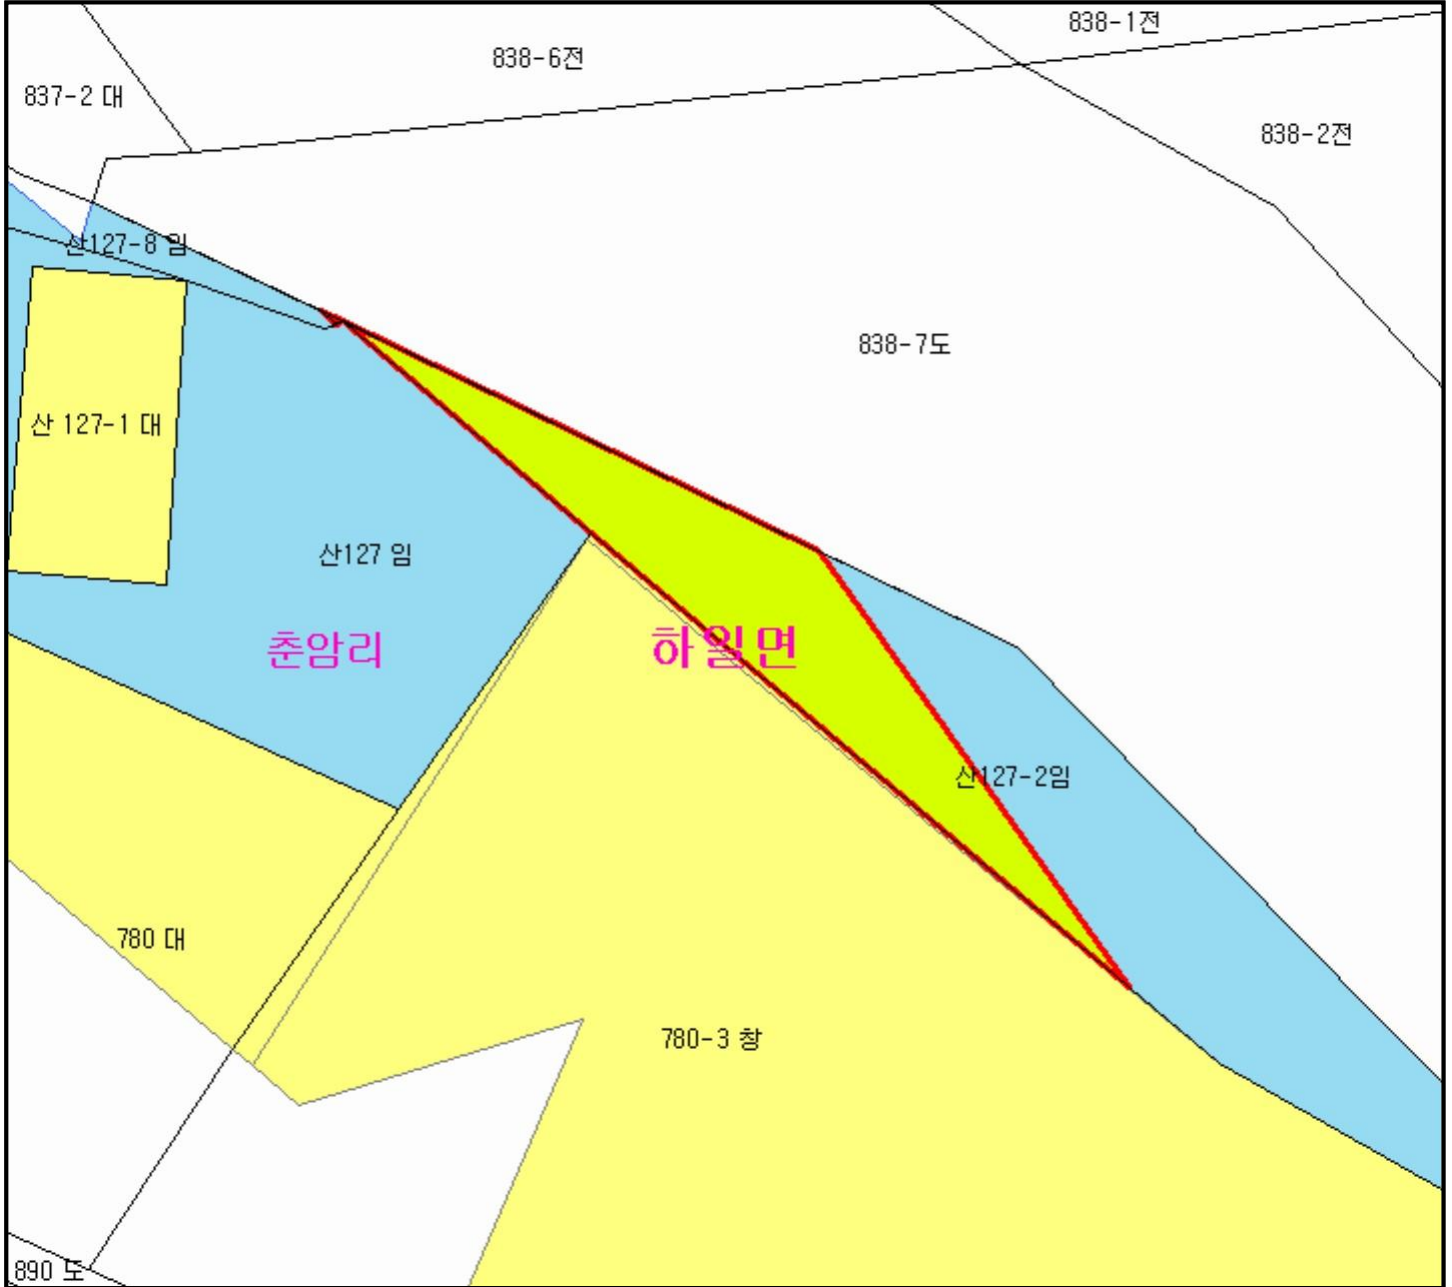 838-1전
838-6전
837-2 대
838-2전
산127-8 임
838-7도
산 127-1 대
산127 임
춘암리
하일면
산127-2임
780 대
780-3 창
890 도